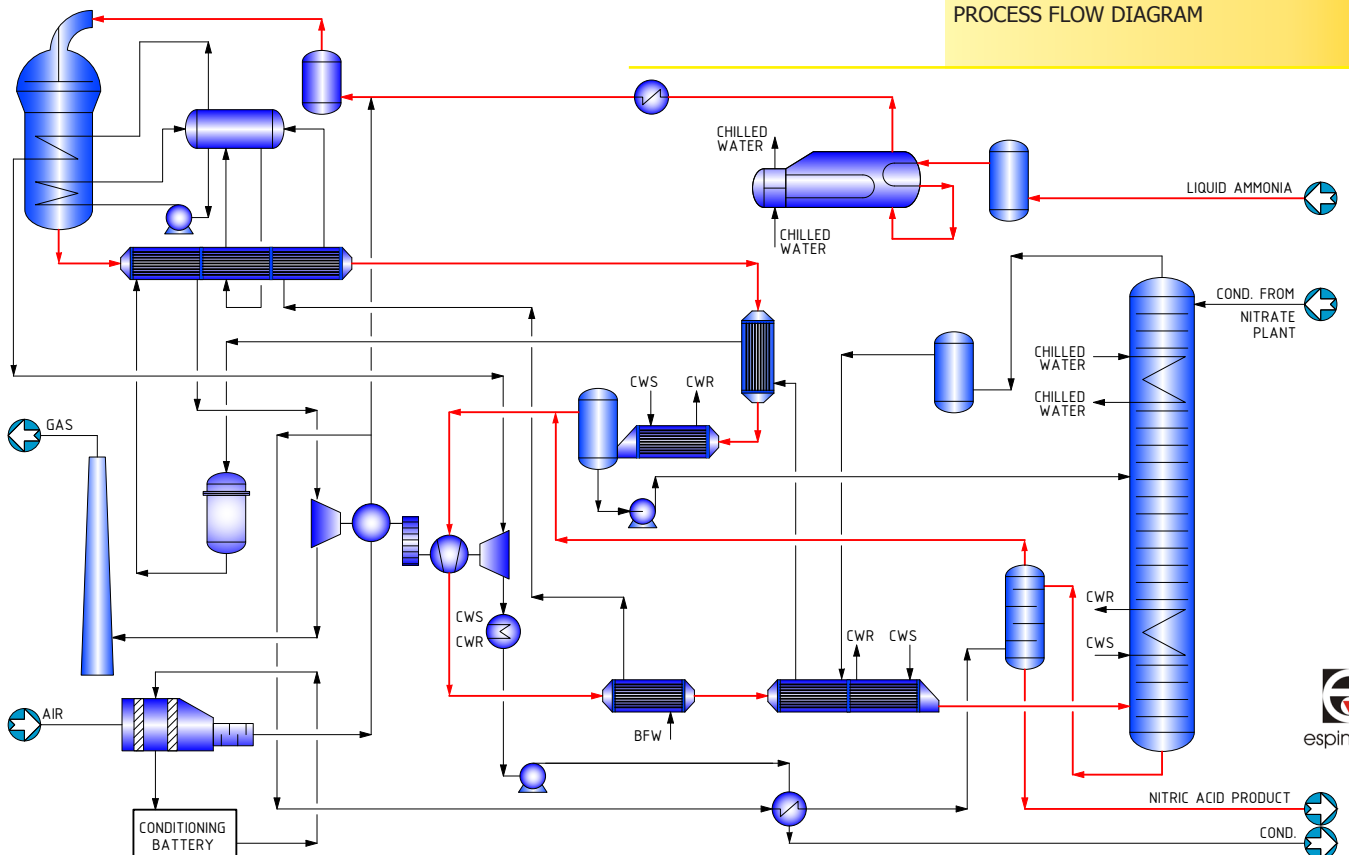 PROCESS FLOW DIAGRAM
CHILLED
WATER
LIQUID AMMONIA
CHILLED
WATER
COND. FROM
NITRATE
PLANT
CHILLED
WATER
CWS
CWR
CHILLED
WATER
GAS
CWR
CWS
CWR
CWR
CWS
CWS
AIR
BFW
espin
NITRIC ACID PRODUCT
CONDITIONING
BATTERY
COND.